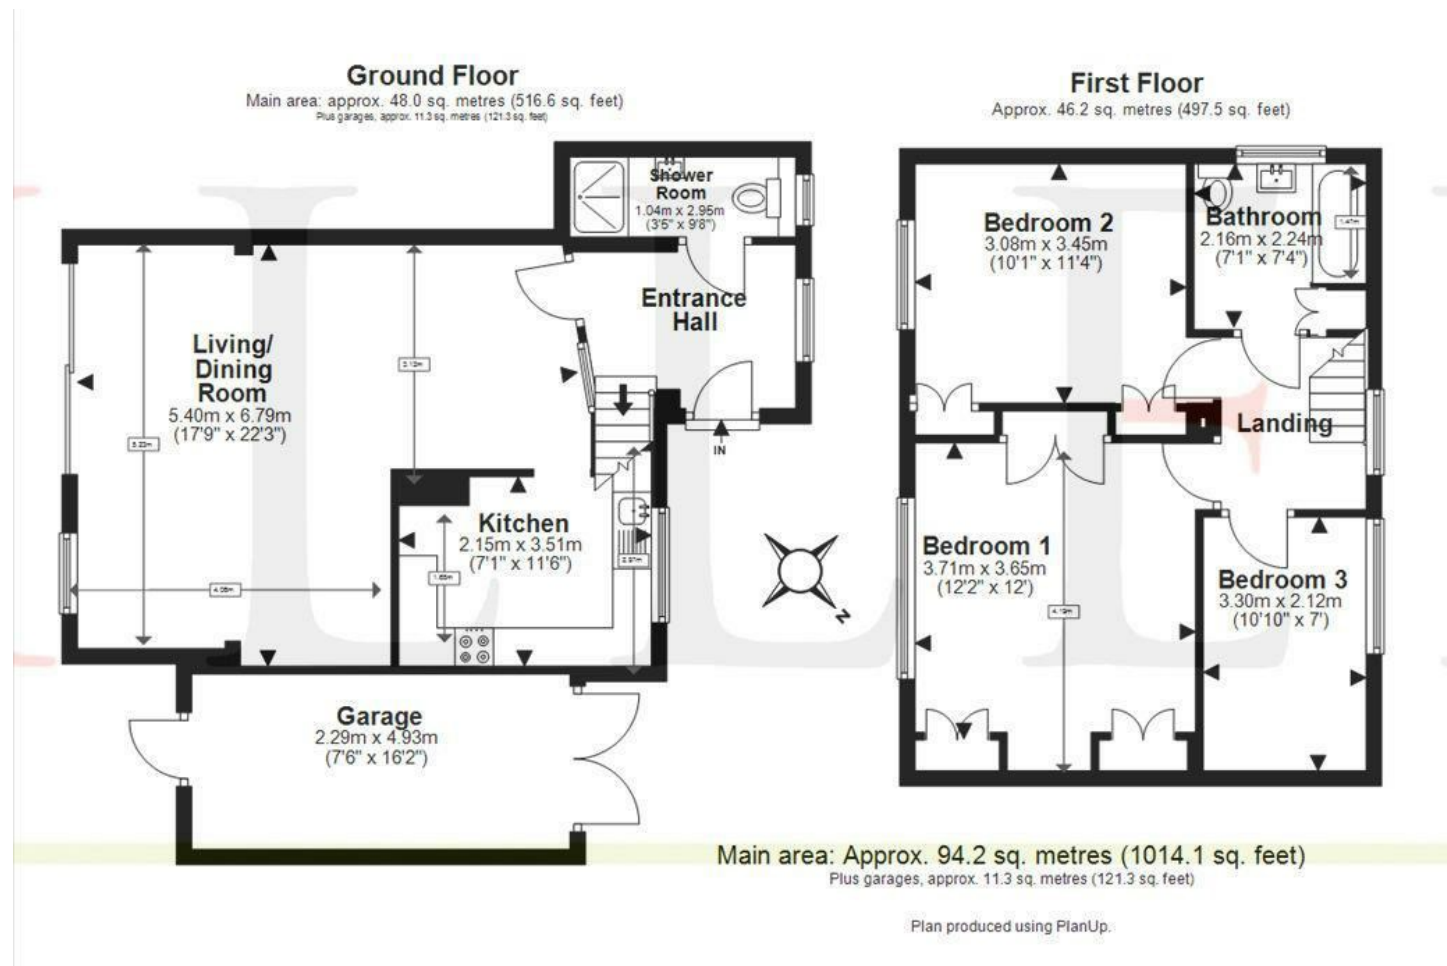 Ground Floor
Main area: approx. 48.0 sq. metres (516.6 sq. feet)
Plus garages, approx. 11.3 sq. metres (121.3 sq. feet)
Shower
Room
1.04m x 2.95m
(3'5" x 9'8")
Entrance
Hall
Living/
Dining
Room
5.40m x 6.79m
(17'9" x 22'3")
IN
Kitchen
2.15m x 3.51m
(7'1" x 11'6")
Garage
2.29m x 4.93m
(7'6" x 16'2")
N
First Floor
Approx. 46.2 sq. metres (497.5 sq. feet)
Bedroom 2
3.08m x 3.45m
(10'1" x 11'4")
Bathroom
2.16m x 2.24m
(7'1" x 7'4")
Landing
Bedroom 1
3.71m x 3.65m
(12'2" x 12')
4.19m
Bedroom 3
3.30m x 2.12m
(10'10" x 7')
Main area: Approx. 94.2 sq. metres (1014.1 sq. feet)
Plus garages, approx. 11.3 sq. metres (121.3 sq. feet)
Plan produced using PlanUp.